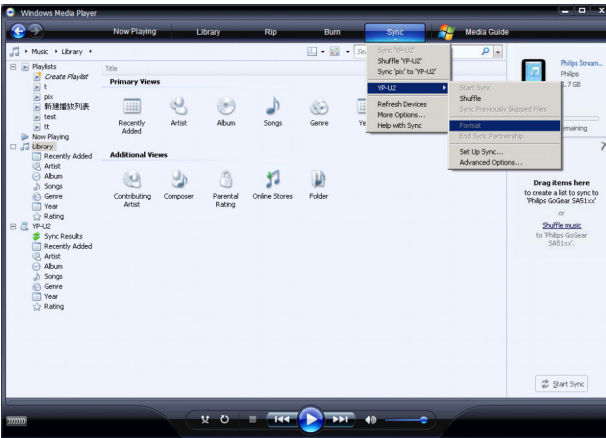 Windows Media Player
Now Playing
Library
Rip
Burn
Sync
Media Guide
Music
Library
Playlists
Create Playlist
t
pix
新建播放列表
test
tt
Now Playing
Library
Recently Added
Artist
Album
Songs
Genre
Year
Rating
YP-U2
Sync Results
Recently Added
Artist
Album
Songs
Genre
Year
Rating
Title
Primary Views
Recently Added
Artist
Album
Songs
Genre
Additional Views
Contributing Artist
Composer
Parental Rating
Online Stores
Folder
Sync 'YP-U2'
Shuffle 'YP-U2'
Sync 'pix' to 'YP-U2'
YP-U2
Refresh Devices
More Options...
Help with Sync
Start Sync
Shuffle
Sync Previously Skipped Files
Format
End Sync Partnership
Set Up Sync...
Advanced Options...
Philips Stream...
Philips
1.7 GB
emaining
Drag items here
to create a list to sync to
'Philips GoGear SA51xx'.
or
Shuffle music
to 'Philips GoGear
SA51xx'.
Start Sync